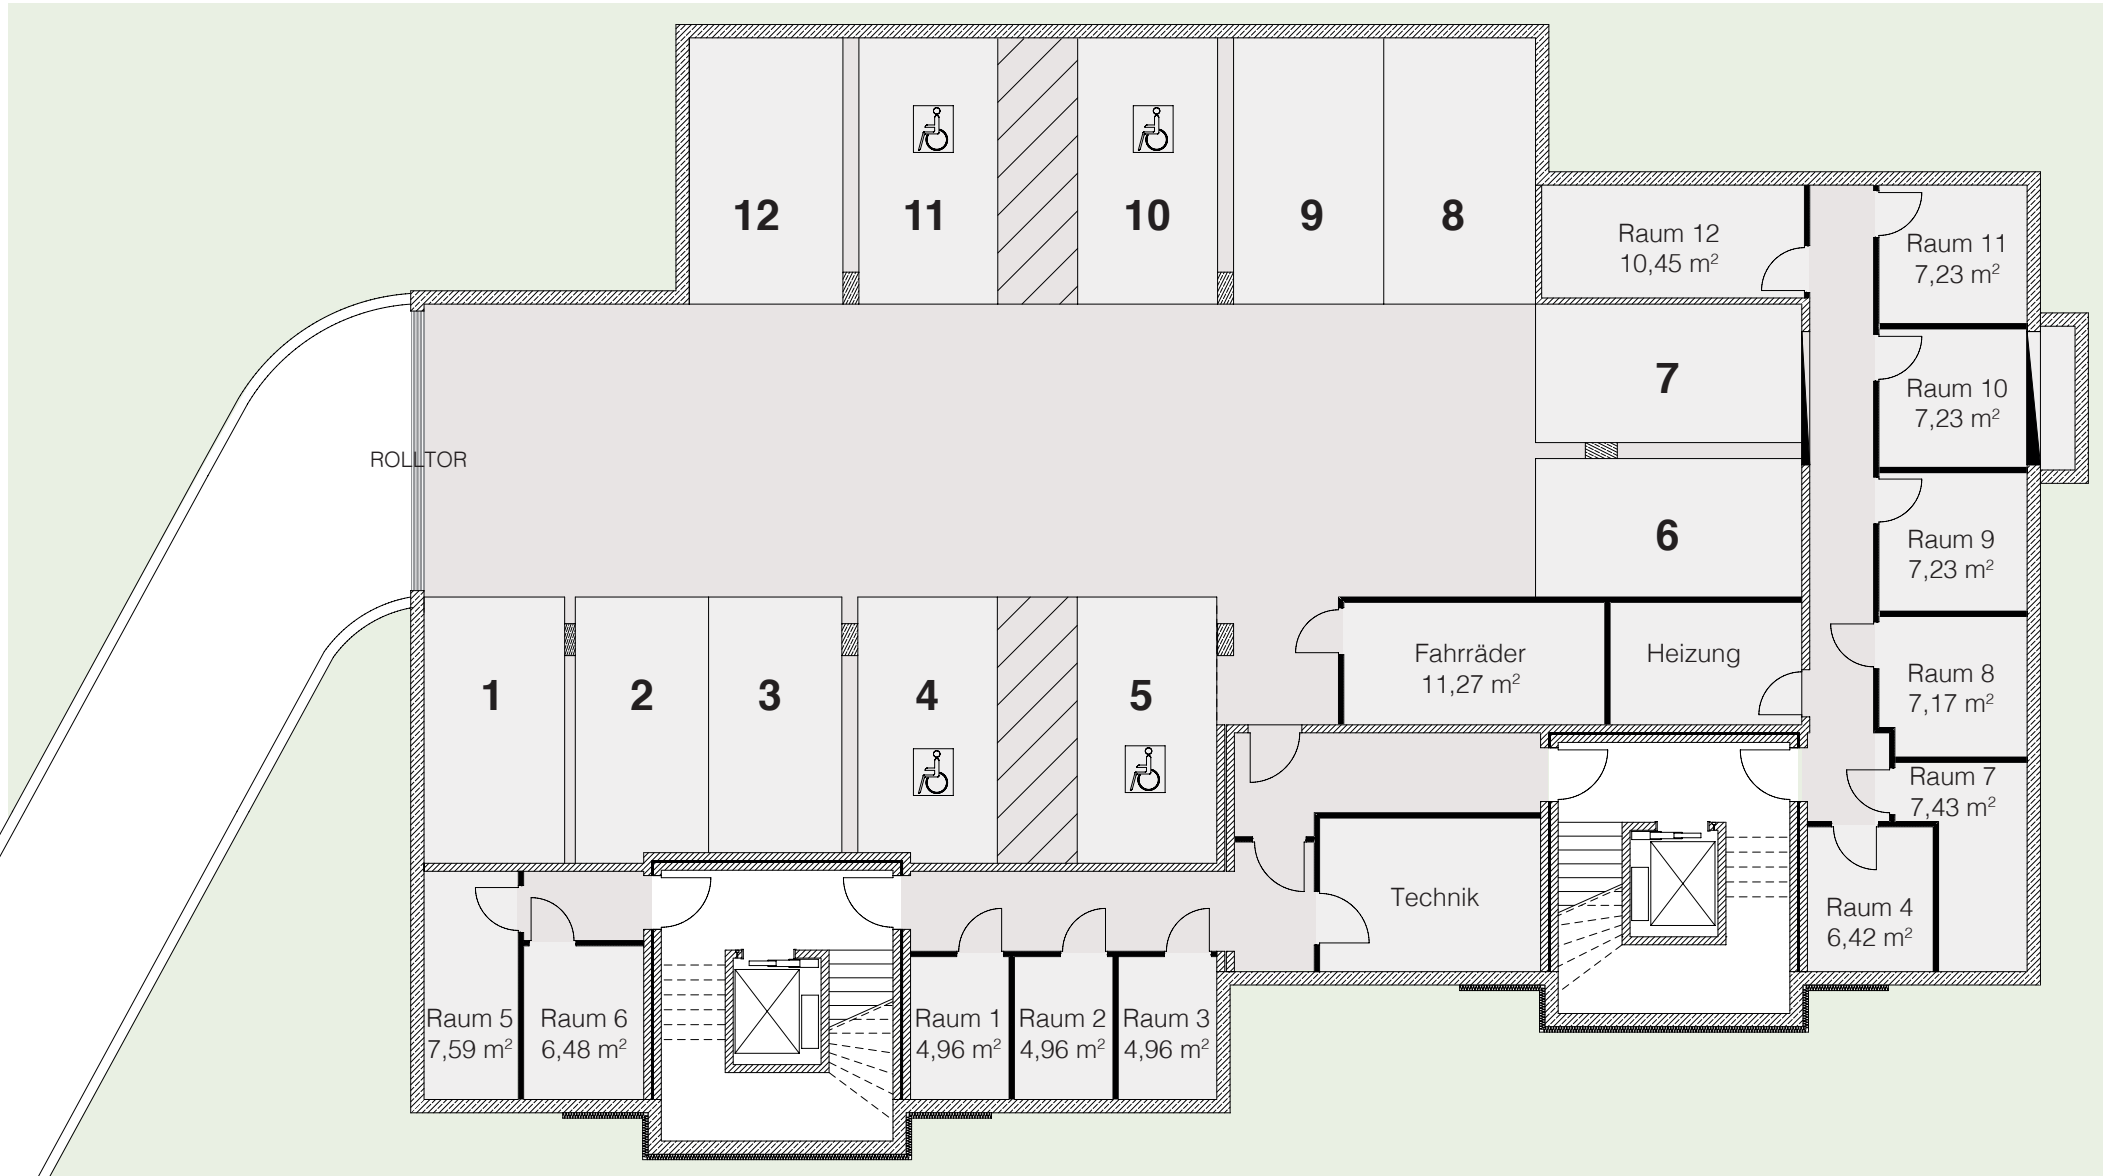 12
11
10
9
8
Raum 12
10,45 m²
Raum 11
7,23 m²
7
Raum 10
7,23 m²
ROLLTOR
6
Raum 9
7,23 m²
1
2
3
4
5
Fahrräder
11,27 m²
Heizung
Raum 8
7,17 m²
Raum 7
7,43 m²
Technik
Raum 4
6,42 m²
Raum 5
7,59 m²
Raum 6
6,48 m²
Raum 1
4,96 m²
Raum 2
4,96 m²
Raum 3
4,96 m²